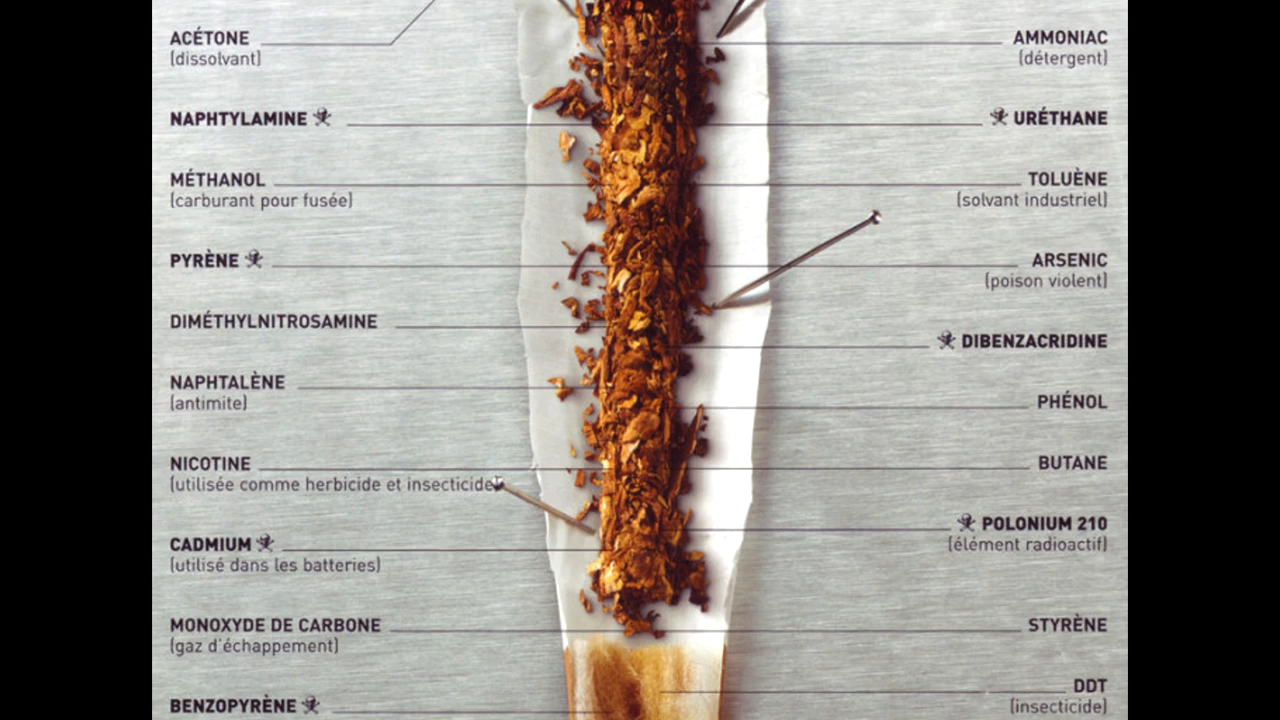 ACÉTONE
(dissolvant)
NAPHTYLAMINE
MÉTHANOL
(carburant pour fusée)
PYRÈNE
DIMÉTHYLNITROSAMINE
NAPHTALÈNE
(antimite)
NICOTINE
(utilisée comme herbicide et insecticide)
CADMIUM
(utilisé dans les batteries)
MONOXYDE DE CARBONE
(gaz d'échappement)
BENZOPYRÈNE
AMMONIAC
(détergent)
URÉTHANE
TOLUÈNE
(solvant industriel)
ARSENIC
(poison violent)
DIBENZACRIDINE
PHÉNOL
BUTANE
POLONIUM 210
(élément radioactif)
STYRÈNE
DDT
(insecticide)